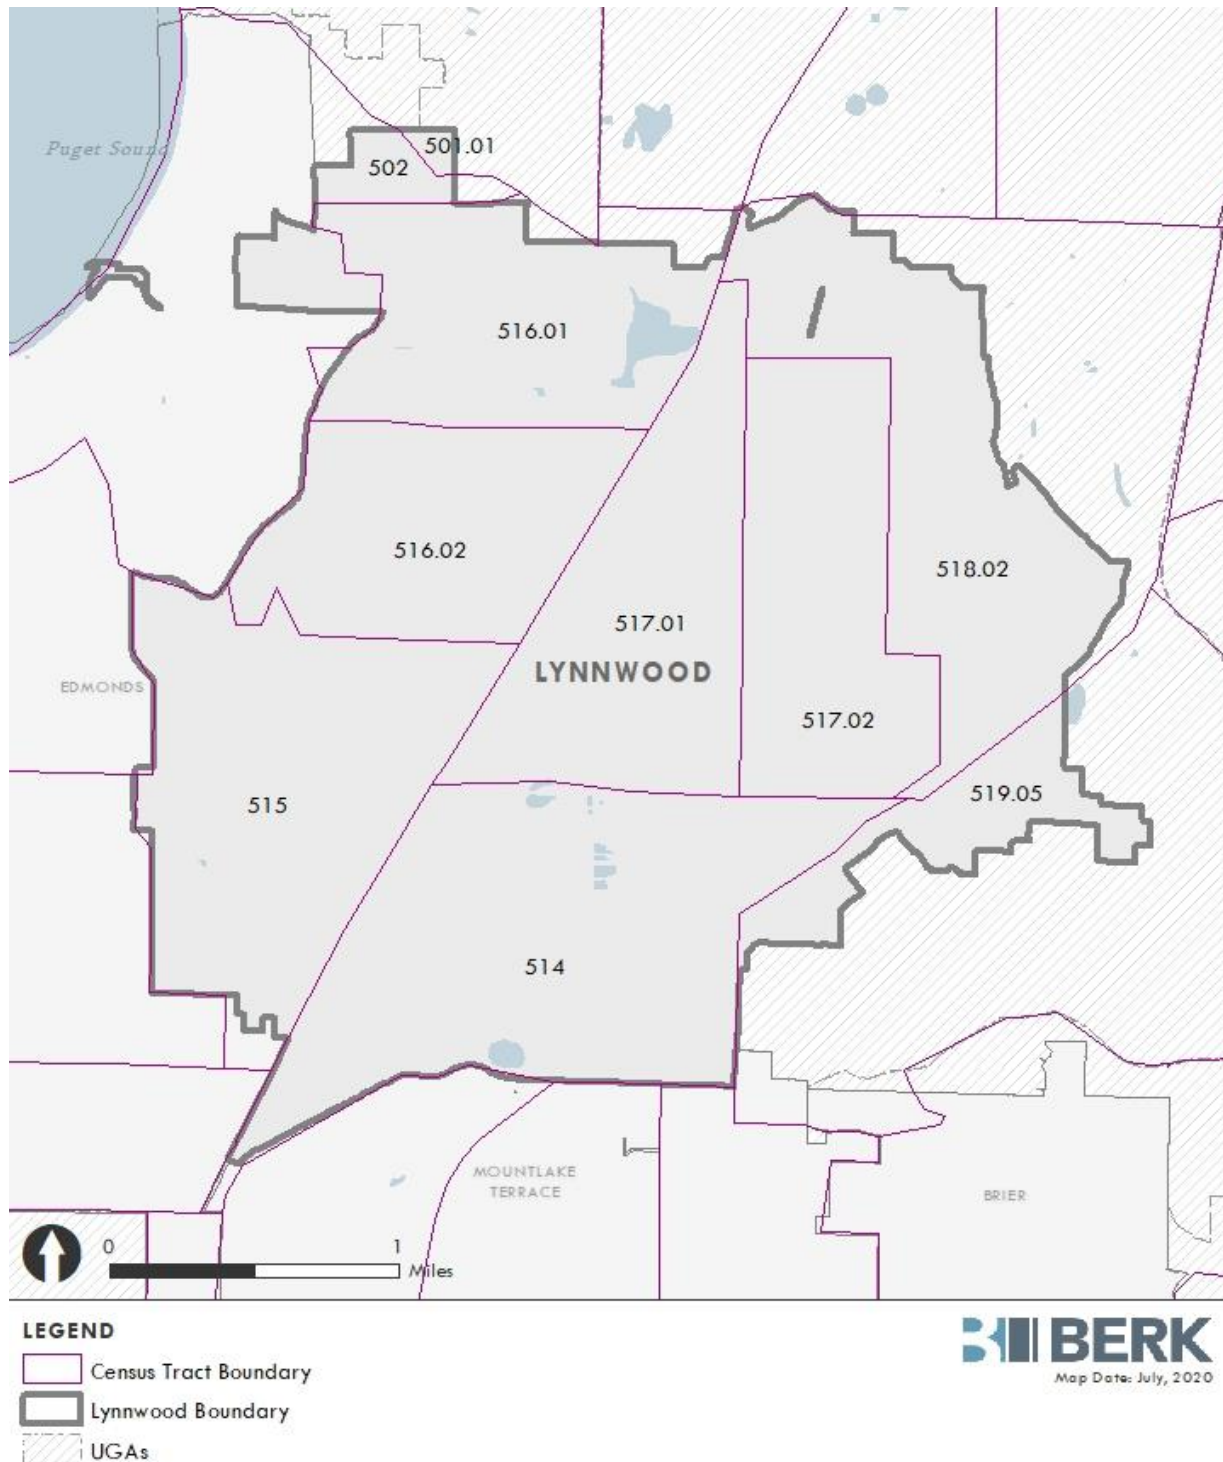 Puget Sound
501.01
502
516.01
516.02
518.02
517.01
LYNNWOOD
EDMONDS
517.02
519.05
515
514
MOUNTLAKE
TERRACE
BRIER
0 1
Miles
LEGEND
Census Tract Boundary
Lynnwood Boundary
UGAs
BERK
Map Date: July, 2020